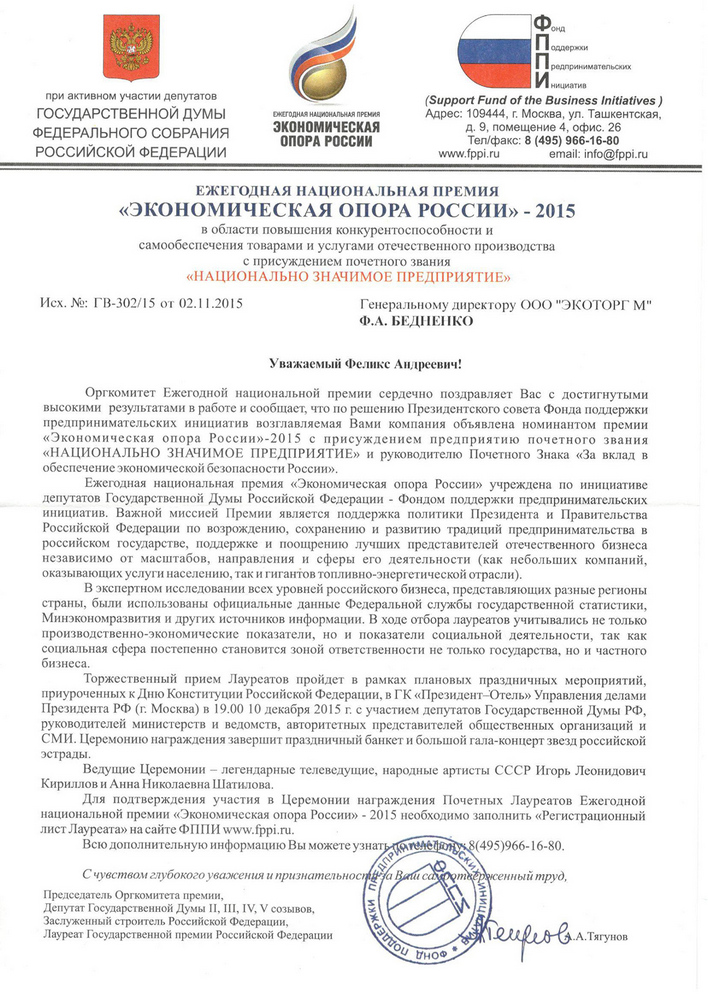 при активном участии депутатов
ГОСУДАРСТВЕННОЙ ДУМЫ
ФЕДЕРАЛЬНОГО СОБРАНИЯ
РОССИЙСКОЙ ФЕДЕРАЦИИ
ЕЖЕГОДНАЯ НАЦИОНАЛЬНАЯ ПРЕМИЯ
ЭКОНОМИЧЕСКАЯ
ОПОРА РОССИИ
Фонд
Поддержки
Предпринимательских
Инициатив
(Support Fund of the Business Initiatives )
Адрес: 109444, г. Москва, ул. Ташкентская,
д. 9, помещение 4, офис. 26
Тел/факс: 8 (495) 966-16-80
www.fppi.ru email: info@fppi.ru
ЕЖЕГОДНАЯ НАЦИОНАЛЬНАЯ ПРЕМИЯ
«ЭКОНОМИЧЕСКАЯ ОПОРА РОССИИ» - 2015
в области повышения конкурентоспособности и
самообеспечения товарами и услугами отечественного производства
с присуждением почетного звания
«НАЦИОНАЛЬНО ЗНАЧИМОЕ ПРЕДПРИЯТИЕ»
Исх. №: ГВ-302/15 от 02.11.2015
Генеральному директору ООО "ЭКОТОРГ М"
Ф.А. БЕДНЕНКО
Уважаемый Феликс Андреевич!
Оргкомитет Ежегодной национальной премии сердечно поздравляет Вас с достигнутыми
высокими результатами в работе и сообщает, что по решению Президентского совета Фонда поддержки
предпринимательских инициатив возглавляемая Вами компания объявлена номинантом премии
«Экономическая опора России»-2015 с присуждением предприятию почетного звания
«НАЦИОНАЛЬНО ЗНАЧИМОЕ ПРЕДПРИЯТИЕ» и руководителю Почетного Знака «За вклад в
обеспечение экономической безопасности России».
Ежегодная национальная премия «Экономическая опора России» учреждена по инициативе
депутатов Государственной Думы Российской Федерации - Фондом поддержки предпринимательских
инициатив. Важной миссией Премии является поддержка политики Президента и Правительства
Российской Федерации по возрождению, сохранению и развитию традиций предпринимательства в
российском государстве, поддержке и поощрению лучших представителей отечественного бизнеса
независимо от масштабов, направления и сферы его деятельности (как небольших компаний,
оказывающих услуги населению, так и гигантов топливно-энергетической отрасли).
В экспертном исследовании всех уровней российского бизнеса, представляющих разные регионы
страны, были использованы официальные данные Федеральной службы государственной статистики,
Минэкономразвития и других источников информации. В ходе отбора лауреатов учитывались не только
производственно-экономические показатели, но и показатели социальной деятельности, так как
социальная сфера постепенно становится зоной ответственности не только государства, но и частного
бизнеса.
Торжественный прием Лауреатов пройдет в рамках плановых праздничных мероприятий,
приуроченных к Дню Конституции Российской Федерации, в ГК «Президент–Отель» Управления делами
Президента РФ (г. Москва) в 19.00 10 декабря 2015 г. с участием депутатов Государственной Думы РФ,
руководителей министерств и ведомств, авторитетных представителей общественных организаций и
СМИ. Церемонию награждения завершит праздничный банкет и большой гала-концерт звезд российской
эстрады.
Ведущие Церемонии – легендарные телеведущие, народные артисты СССР Игорь Леонидович
Кириллов и Анна Николаевна Шатилова.
Для подтверждения участия в Церемонии награждения Почетных Лауреатов Ежегодной
национальной премии «Экономическая опора России» - 2015 необходимо заполнить «Регистрационный
лист Лауреата» на сайте ФППИ www.fppi.ru.
Всю дополнительную информацию Вы можете узнать по телефону: 8(495)966-16-80.
С чувством глубокого уважения и признательности за Ваш самоотверженный труд,
Председатель Оргкомитета премии,
Депутат Государственной Думы II, III, IV, V созывов,
Заслуженный строитель Российской Федерации,
Лауреат Государственной премии Российской Федерации
А.А.Тягунов
ФОНД ПОДДЕРЖКИ ПРЕДПРИНИМАТЕЛЬСКИХ ИНИЦИАТИВ